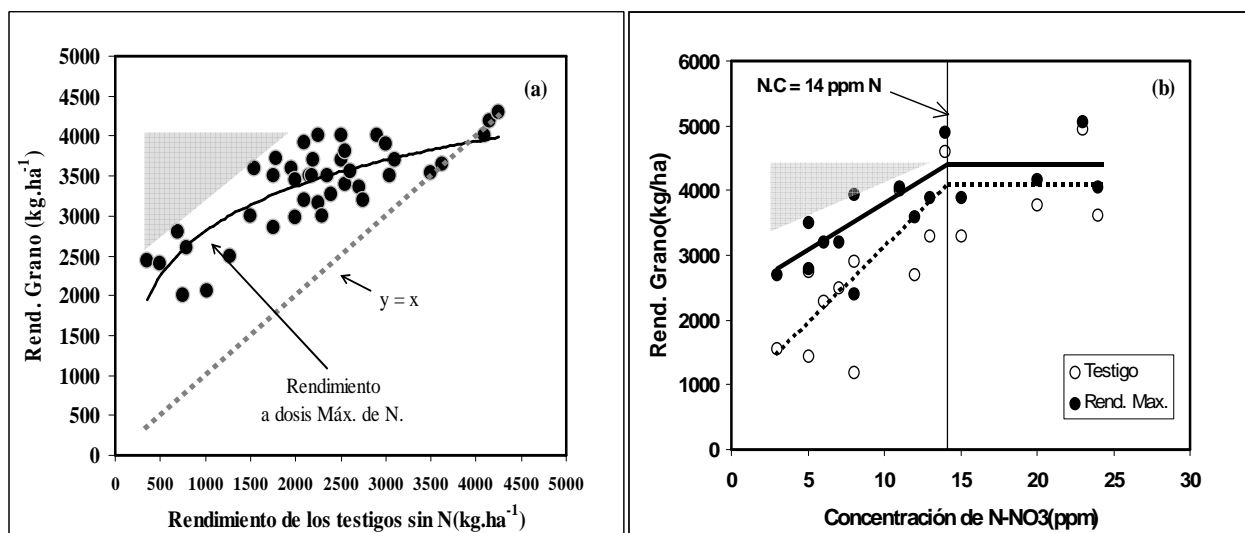 (a)
Rend. Grano (kg.ha-1)
5000
4500
4000
3500
3000
2500
2000
1500
1000
500
0
y = x
Rendimiento
a dosis Máx. de N.
0 500 1000 1500 2000 2500 3000 3500 4000 4500 5000
Rendimiento de los testigos sin N(kg.ha-1)
(b)
Rend. Grano(kg/ha)
6000
5000
4000
3000
2000
1000
0
N.C = 14 ppm N
Testigo
Rend. Max.
0 5 10 15 20 25 30
Concentración de N-NO3(ppm)